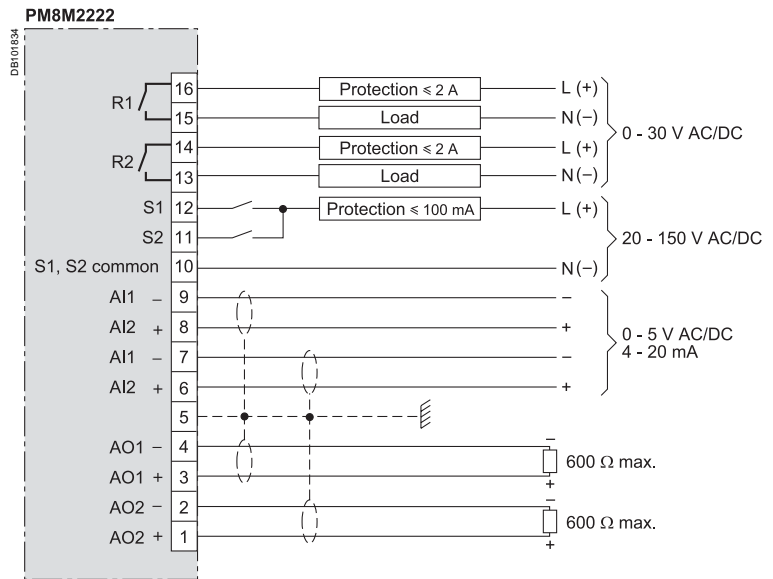 PM8M2222
DB101834
R1 16 Protection ≤ 2 A L (+)
15 Load N (−)
0 - 30 V AC/DC
R2 14 Protection ≤ 2 A L (+)
13 Load N (−)
S1 12 Protection ≤ 100 mA L (+)
S2 11
20 - 150 V AC/DC
S1, S2 common 10 N (−)
AI1 − 9 −
AI2 + 8 +
0 - 5 V AC/DC
4 - 20 mA
AI1 − 7 −
AI2 + 6 +
5
AO1 − 4 −
600 Ω max.
AO1 + 3 +
AO2 − 2 −
600 Ω max.
AO2 + 1 +